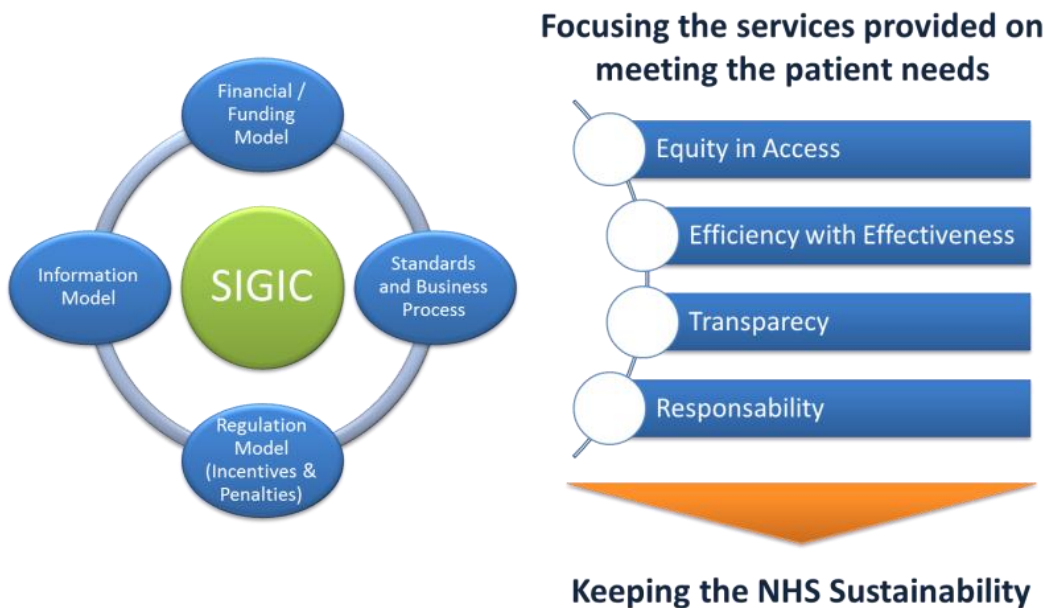 Financial /
Funding
Model
Information
Model
SIGIC
Standards
and Business
Process
Regulation
Model
(Incentives &
Penalties)
Focusing the services provided on
meeting the patient needs
Equity in Access
Efficiency with Effectiveness
Transparecy
Responsability
Keeping the NHS Sustainability